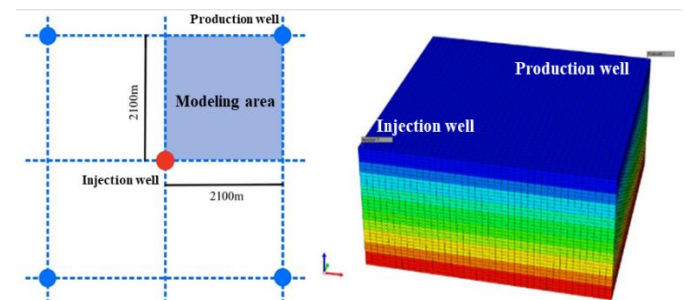 Production well
2100m
Modeling area
Injection well
2100m
Production well
Injection well